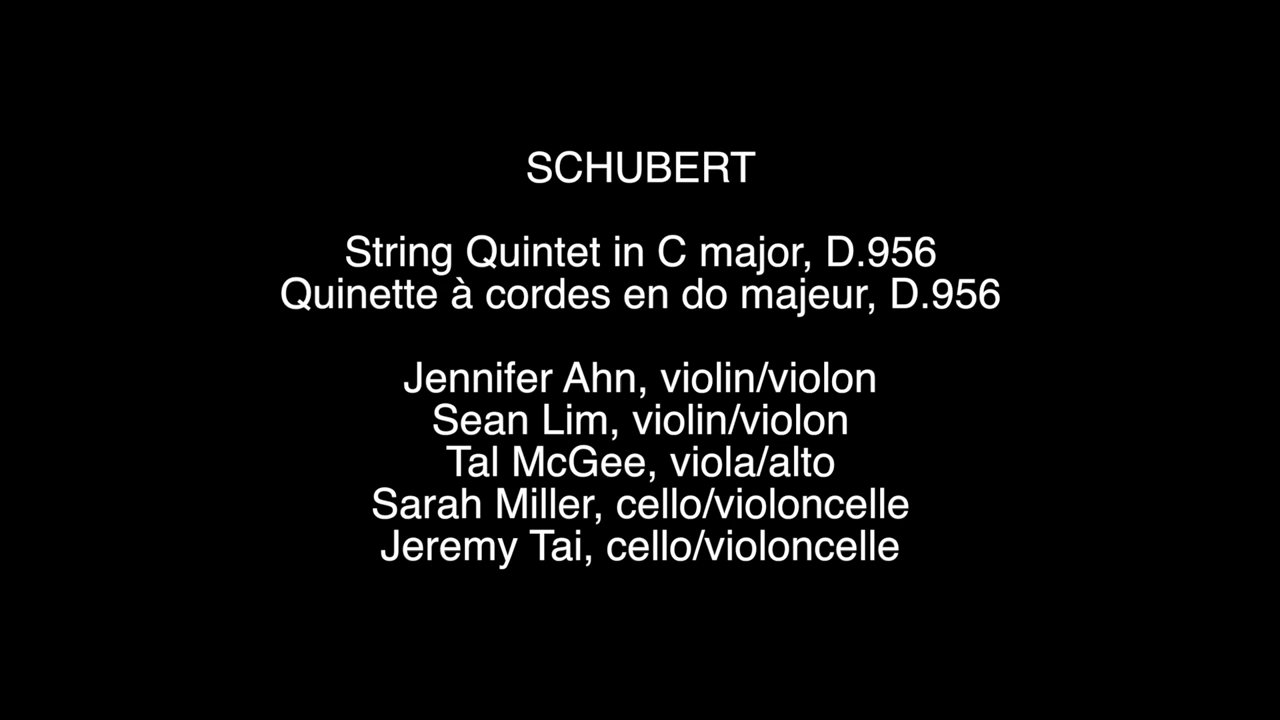 SCHUBERT
String Quintet in C major, D.956
Quinette à cordes en do majeur, D.956
Jennifer Ahn, violin/violon
Sean Lim, violin/violon
Tal McGee, viola/alto
Sarah Miller, cello/violoncelle
Jeremy Tai, cello/violoncelle